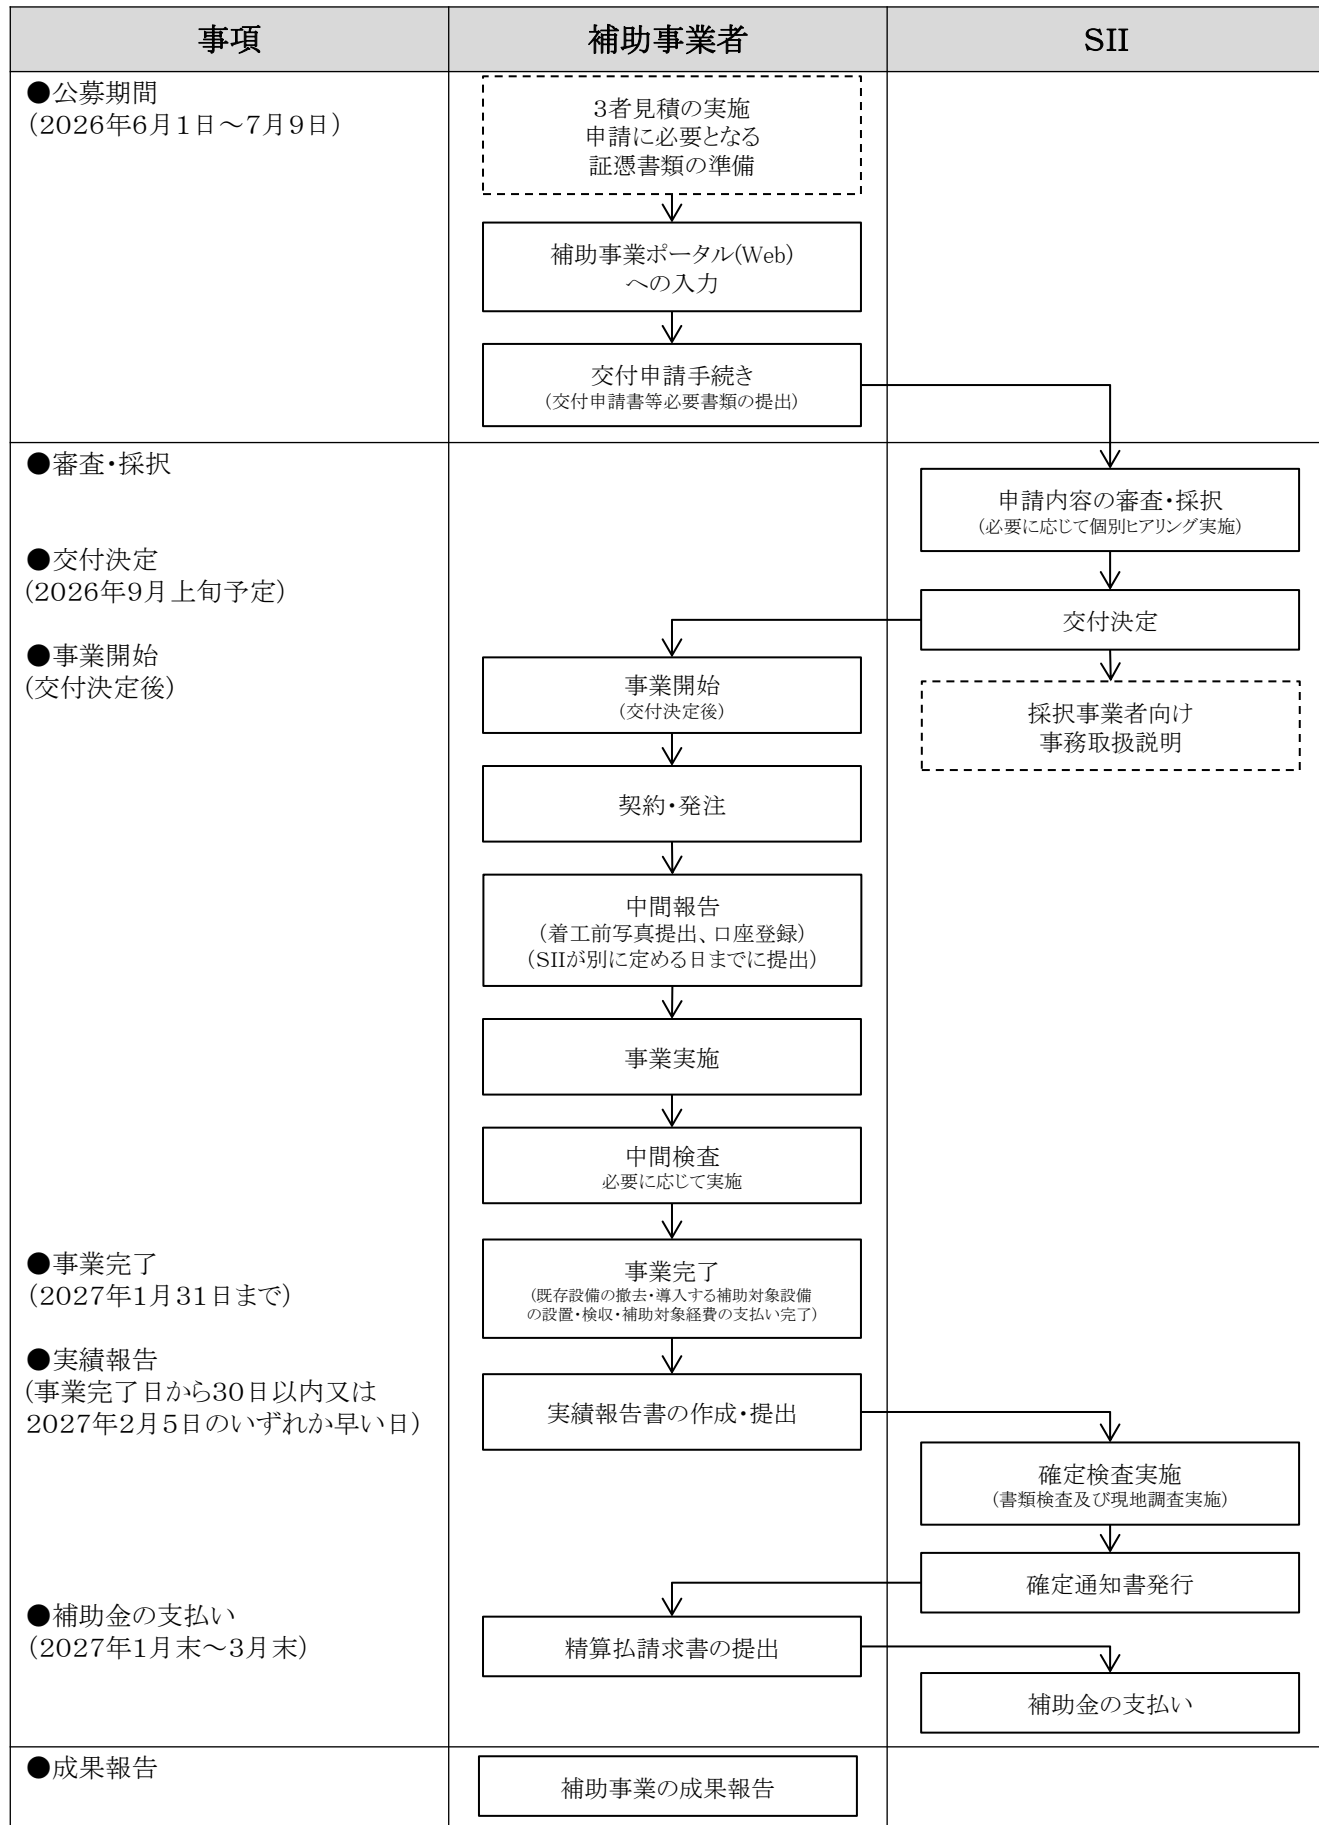 事項
補助事業者
SII
●公募期間
（2026年6月1日～7月9日）
3者見積の実施
申請に必要となる
証憑書類の準備
補助事業ポータル(Web)
への入力
交付申請手続き
（交付申請書等必要書類の提出）
●審査・採択
申請内容の審査・採択
（必要に応じて個別ヒアリング実施）
●交付決定
（2026年9月上旬予定）
交付決定
●事業開始
（交付決定後）
事業開始
（交付決定後）
採択事業者向け
事務取扱説明
契約・発注
中間報告
（着工前写真提出、口座登録）
（SIIが別に定める日までに提出）
事業実施
中間検査
必要に応じて実施
●事業完了
（2027年1月31日まで）
事業完了
（既存設備の撤去・導入する補助対象設備
の設置・検収・補助対象経費の支払い完了）
●実績報告
（事業完了日から30日以内又は
2027年2月5日のいずれか早い日）
実績報告書の作成・提出
確定検査実施
（書類検査及び現地調査実施）
確定通知書発行
●補助金の支払い
（2027年1月末～3月末）
精算払請求書の提出
補助金の支払い
●成果報告
補助事業の成果報告